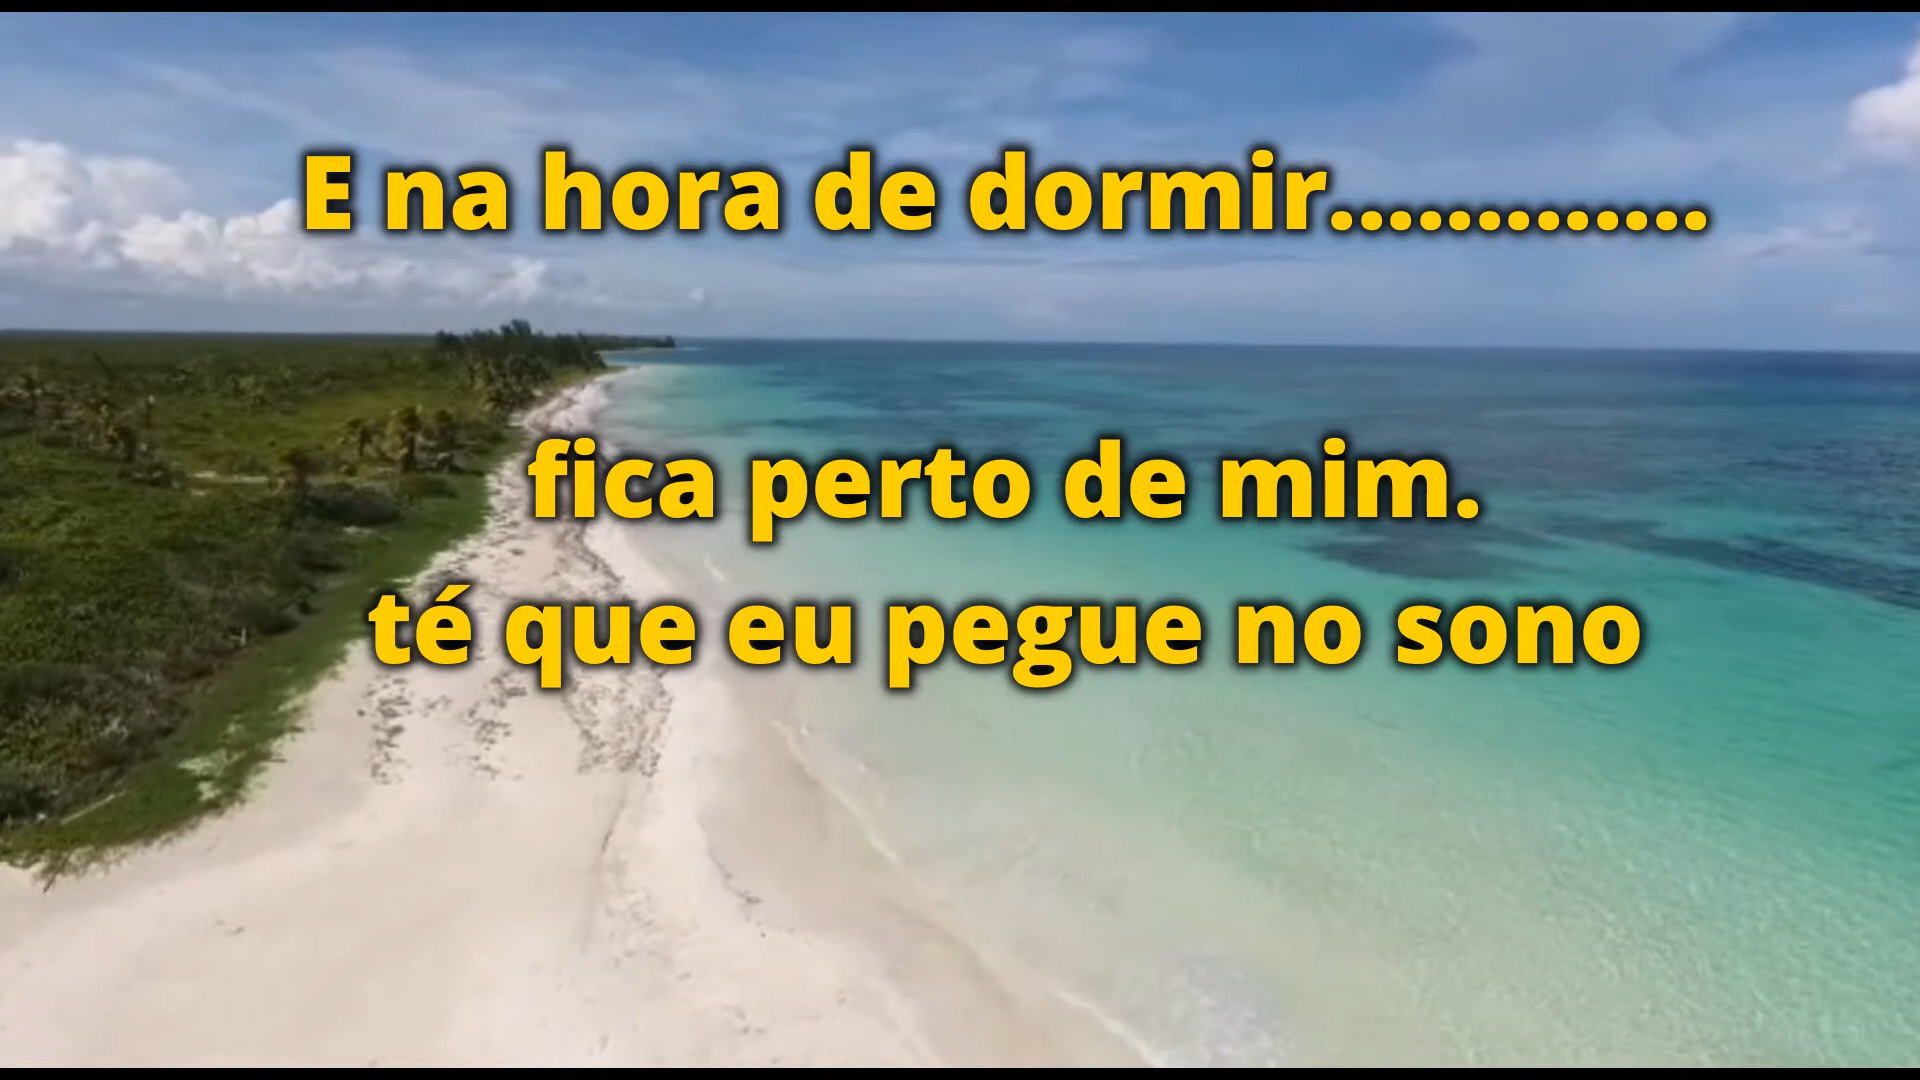 E na hora de dormir.............
fica perto de mim.
té que eu pegue no sono